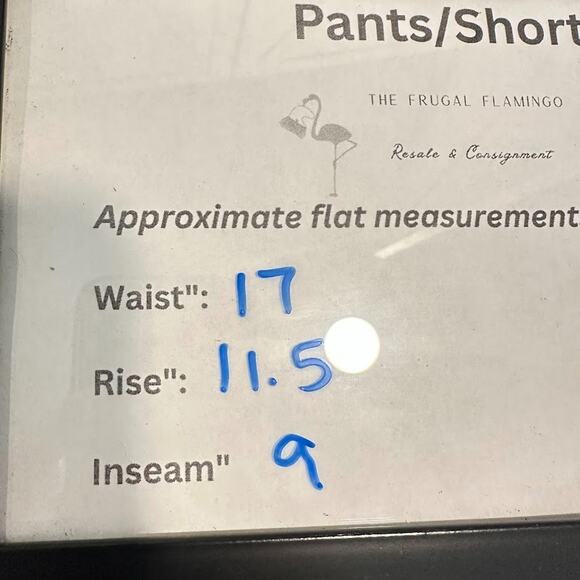 Pants/Short
THE FRUGAL FLAMINGO
Resale & Consignment
Approximate flat measurement
Waist": 17
Rise": 11.5
Inseam" 9